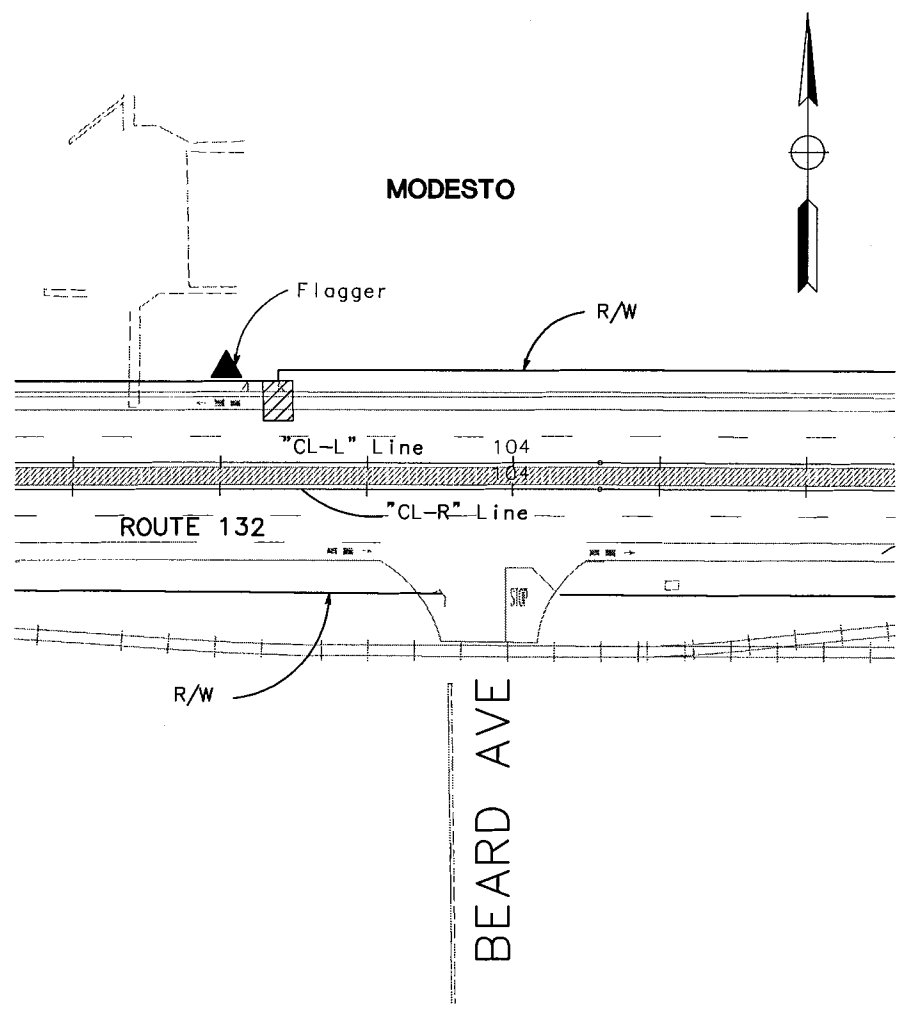 MODESTO
Flagger
R/W
"CL-L" Line 104
104
"CL-R" Line
ROUTE 132
STOP
R/W
BEARD AVE